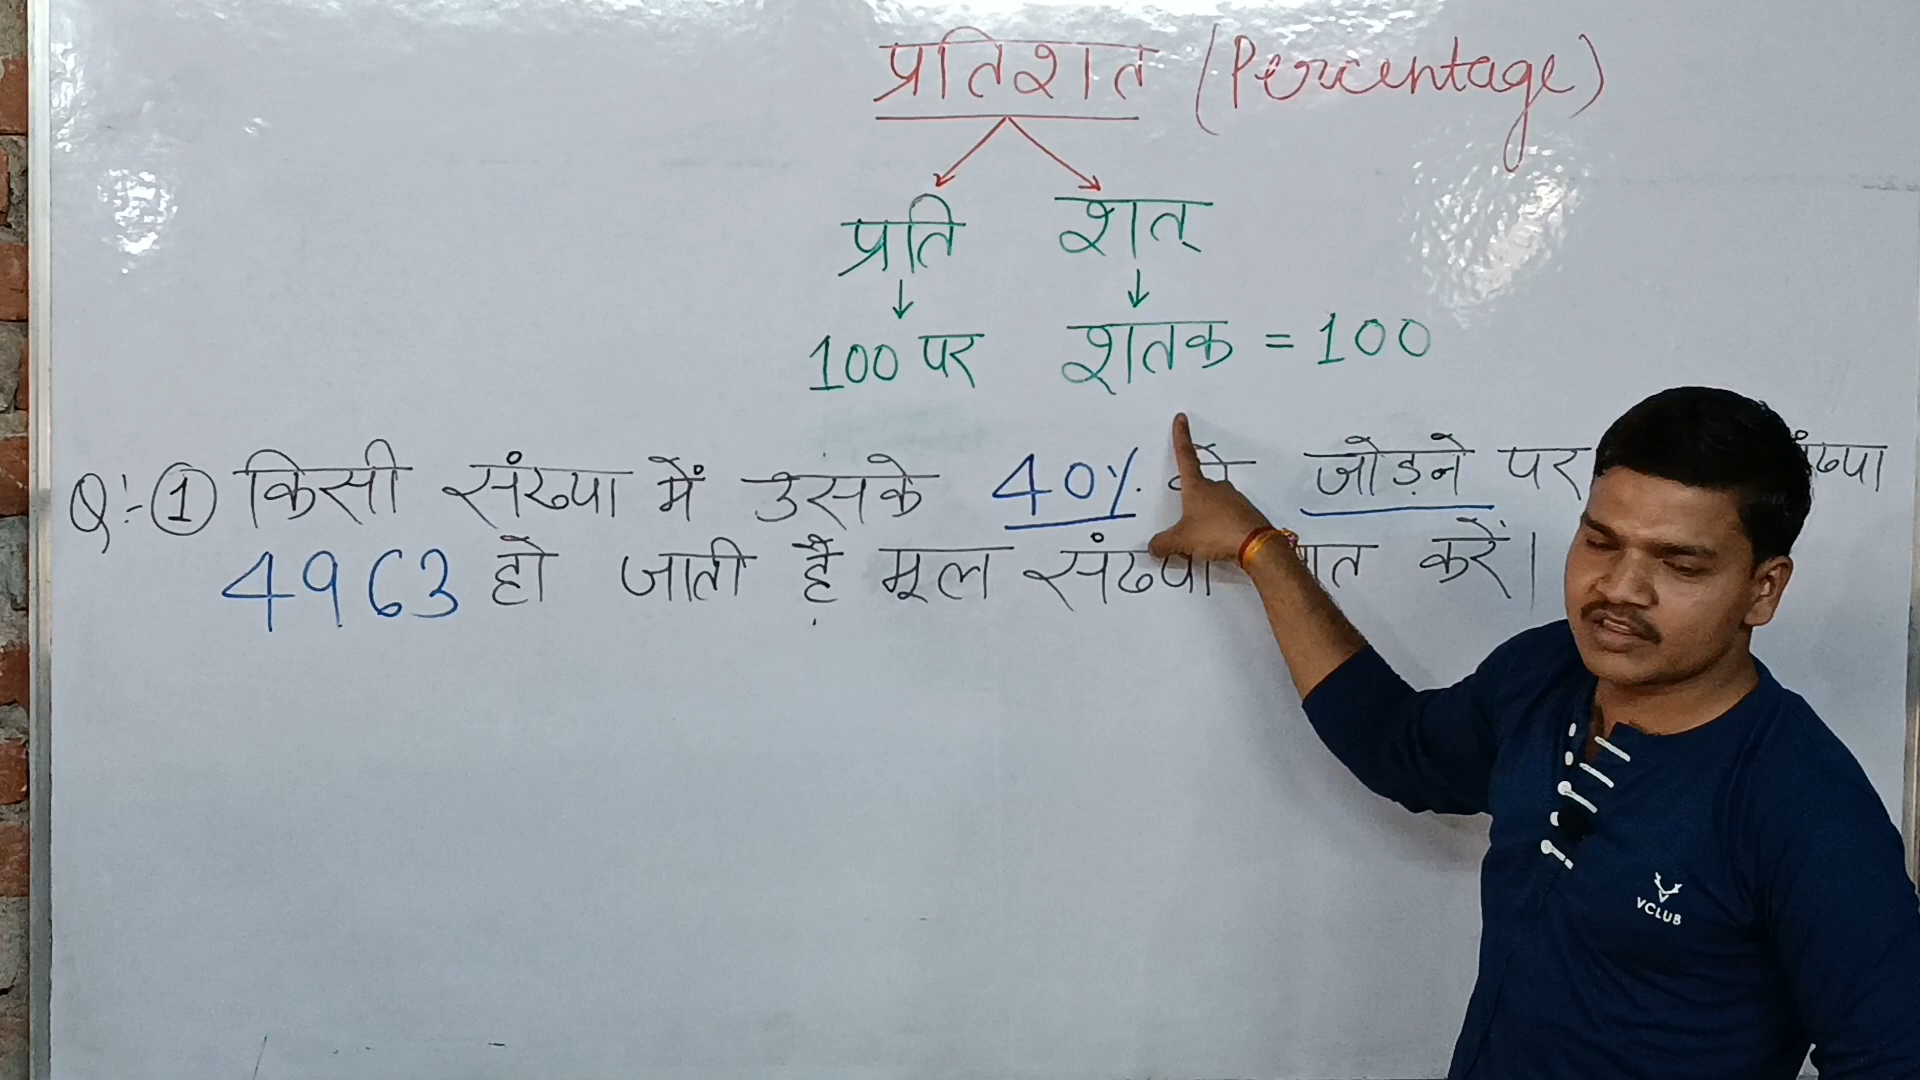 प्रतिशत (Percentage)
प्रति शत्
100 पर शतक = 100
Q:-① किसी संख्या में उसके 40% जोड़ने पर
4963 हो जाती है मूल संख्या करें।
VCLUB